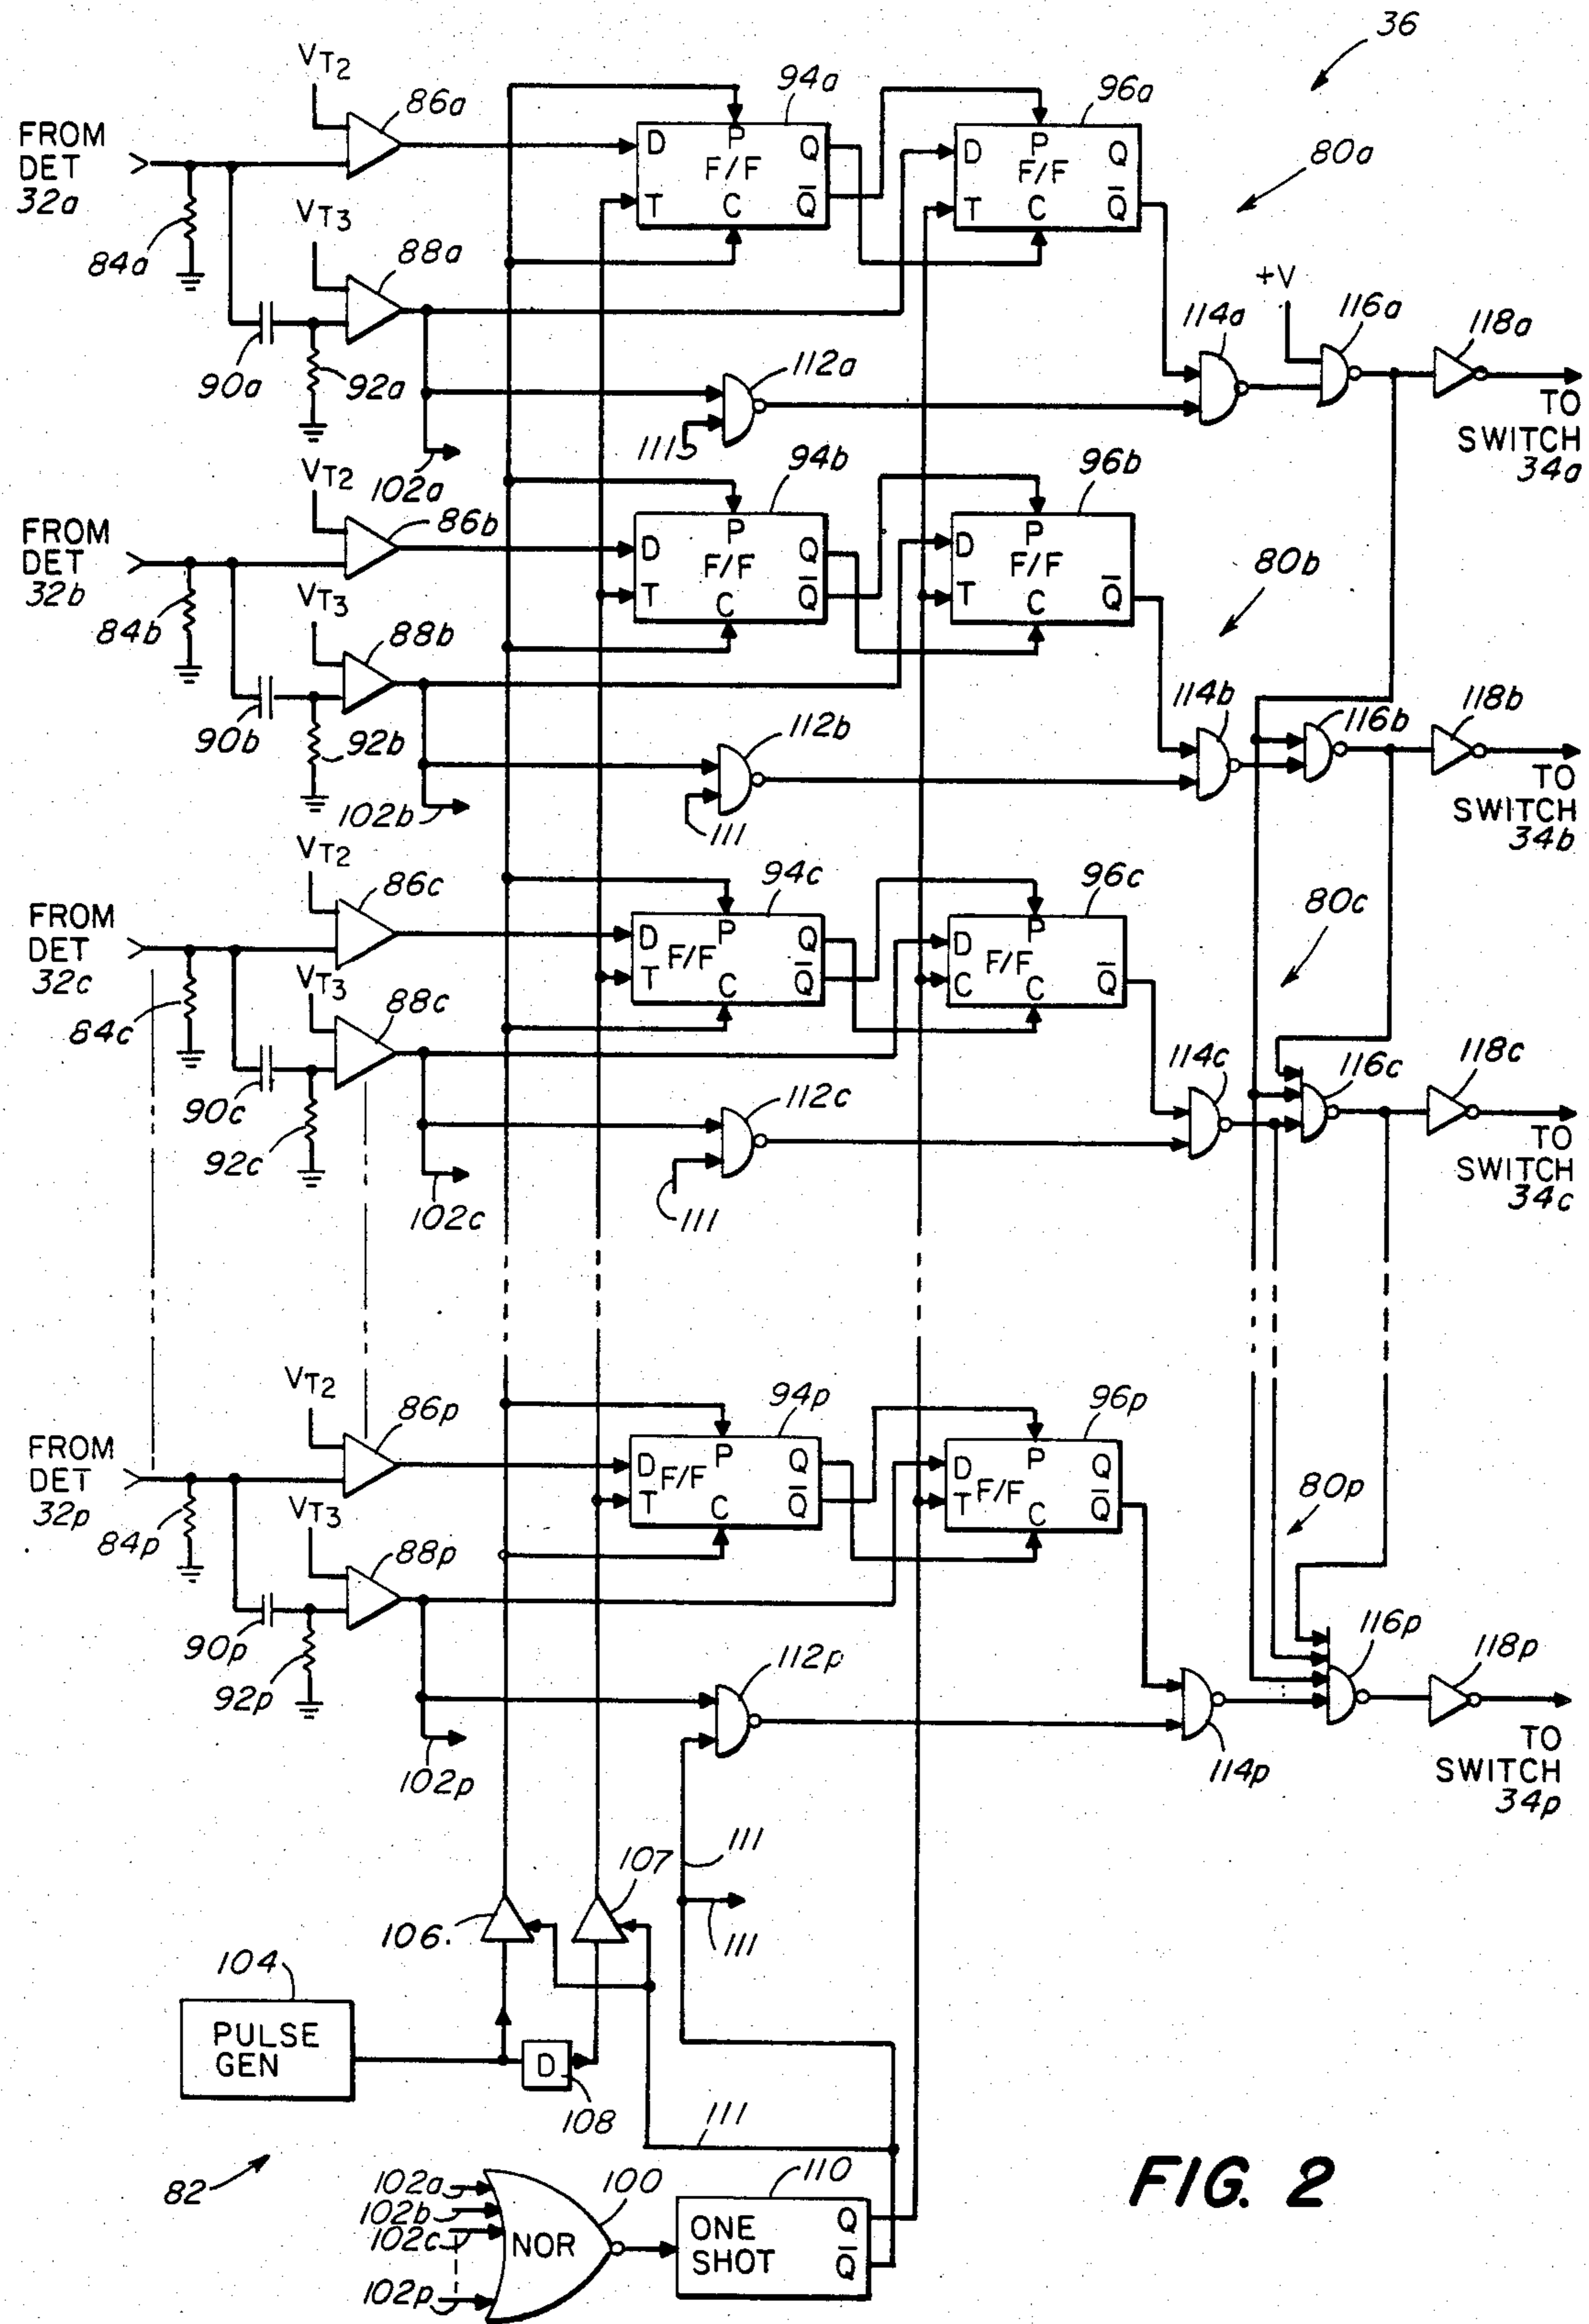 36
VT2
86a
94a
96a
FROM
DET
32a
D
P
F/F
Q
T
C
Q̅
D
P
F/F
Q
T
C
Q̅
80a
84a
VT3
88a
+V
114a
116a
118a
90a
92a
112a
111
TO
SWITCH
34a
102a
VT2
94b
96b
FROM
DET
32b
86b
D
P
F/F
Q
T
C
Q̅
D
P
F/F
T
C
Q̅
80b
84b
VT3
88b
114b
116b
118b
90b
92b
112b
102b
111
TO
SWITCH
34b
VT2
86c
94c
96c
80c
FROM
DET
32c
D
P
F/F
Q
T
C
Q̅
D
P
F/F
C
C
Q̅
84c
VT3
88c
114c
116c
118c
90c
92c
112c
102c
111
TO
SWITCH
34c
VT2
86p
94p
96p
FROM
DET
32p
D
P
F/F
Q
T
C
Q̅
D
P
F/F
Q
T
C
Q̅
80p
84p
VT3
88p
90p
92p
112p
116p
118p
102p
114p
TO
SWITCH
34p
107
111
106
111
104
PULSE
GEN
D
108
111
82
102a
102b
102c
102p
100
NOR
110
ONE
SHOT
Q
Q̅
FIG. 2